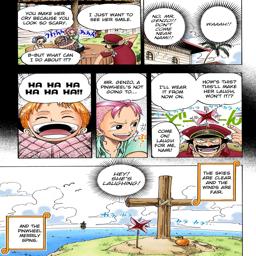 YOU MAKE HER
CRY BECAUSE YOU
LOOK SO SCARY!
I JUST WANT TO
SEE HER SMILE.
B-BUT WHAT CAN
I DO ABOUT IT?
NO, MR.
GENZO!!
DON'T
COME NEAR
NAMI!!
WAAAH!!
HA HA HA
HA HA HA!!
MR. GENZO, A
PINWHEEL'S NOT
GOING TO...
I'LL WEAR
IT FROM
NOW ON.
HOW'S THIS?
THIS'LL MAKE
HER LAUGH,
WON'T IT?
COME ON!
LAUGH FOR
ME, NAMI!
HEY!
SHE'S
LAUGHING!
THE SKIES
ARE CLEAR
AND THE
WINDS ARE
FAIR.
AND THE
PINWHEEL
MERRILY
SPINS.